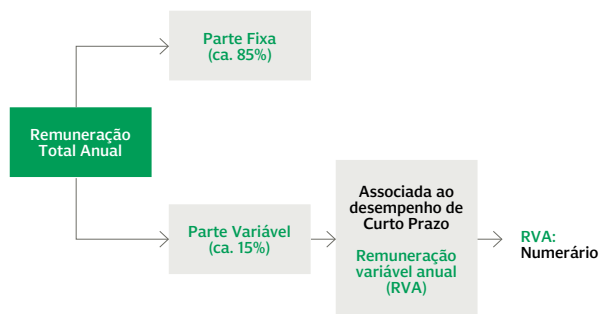 Parte Fixa
(ca. 85%)
Remuneração
Total Anual
Parte Variável
(ca. 15%)
Associada ao
desempenho de
Curto Prazo
Remuneração
variável anual
(RVA)
RVA:
Numerário